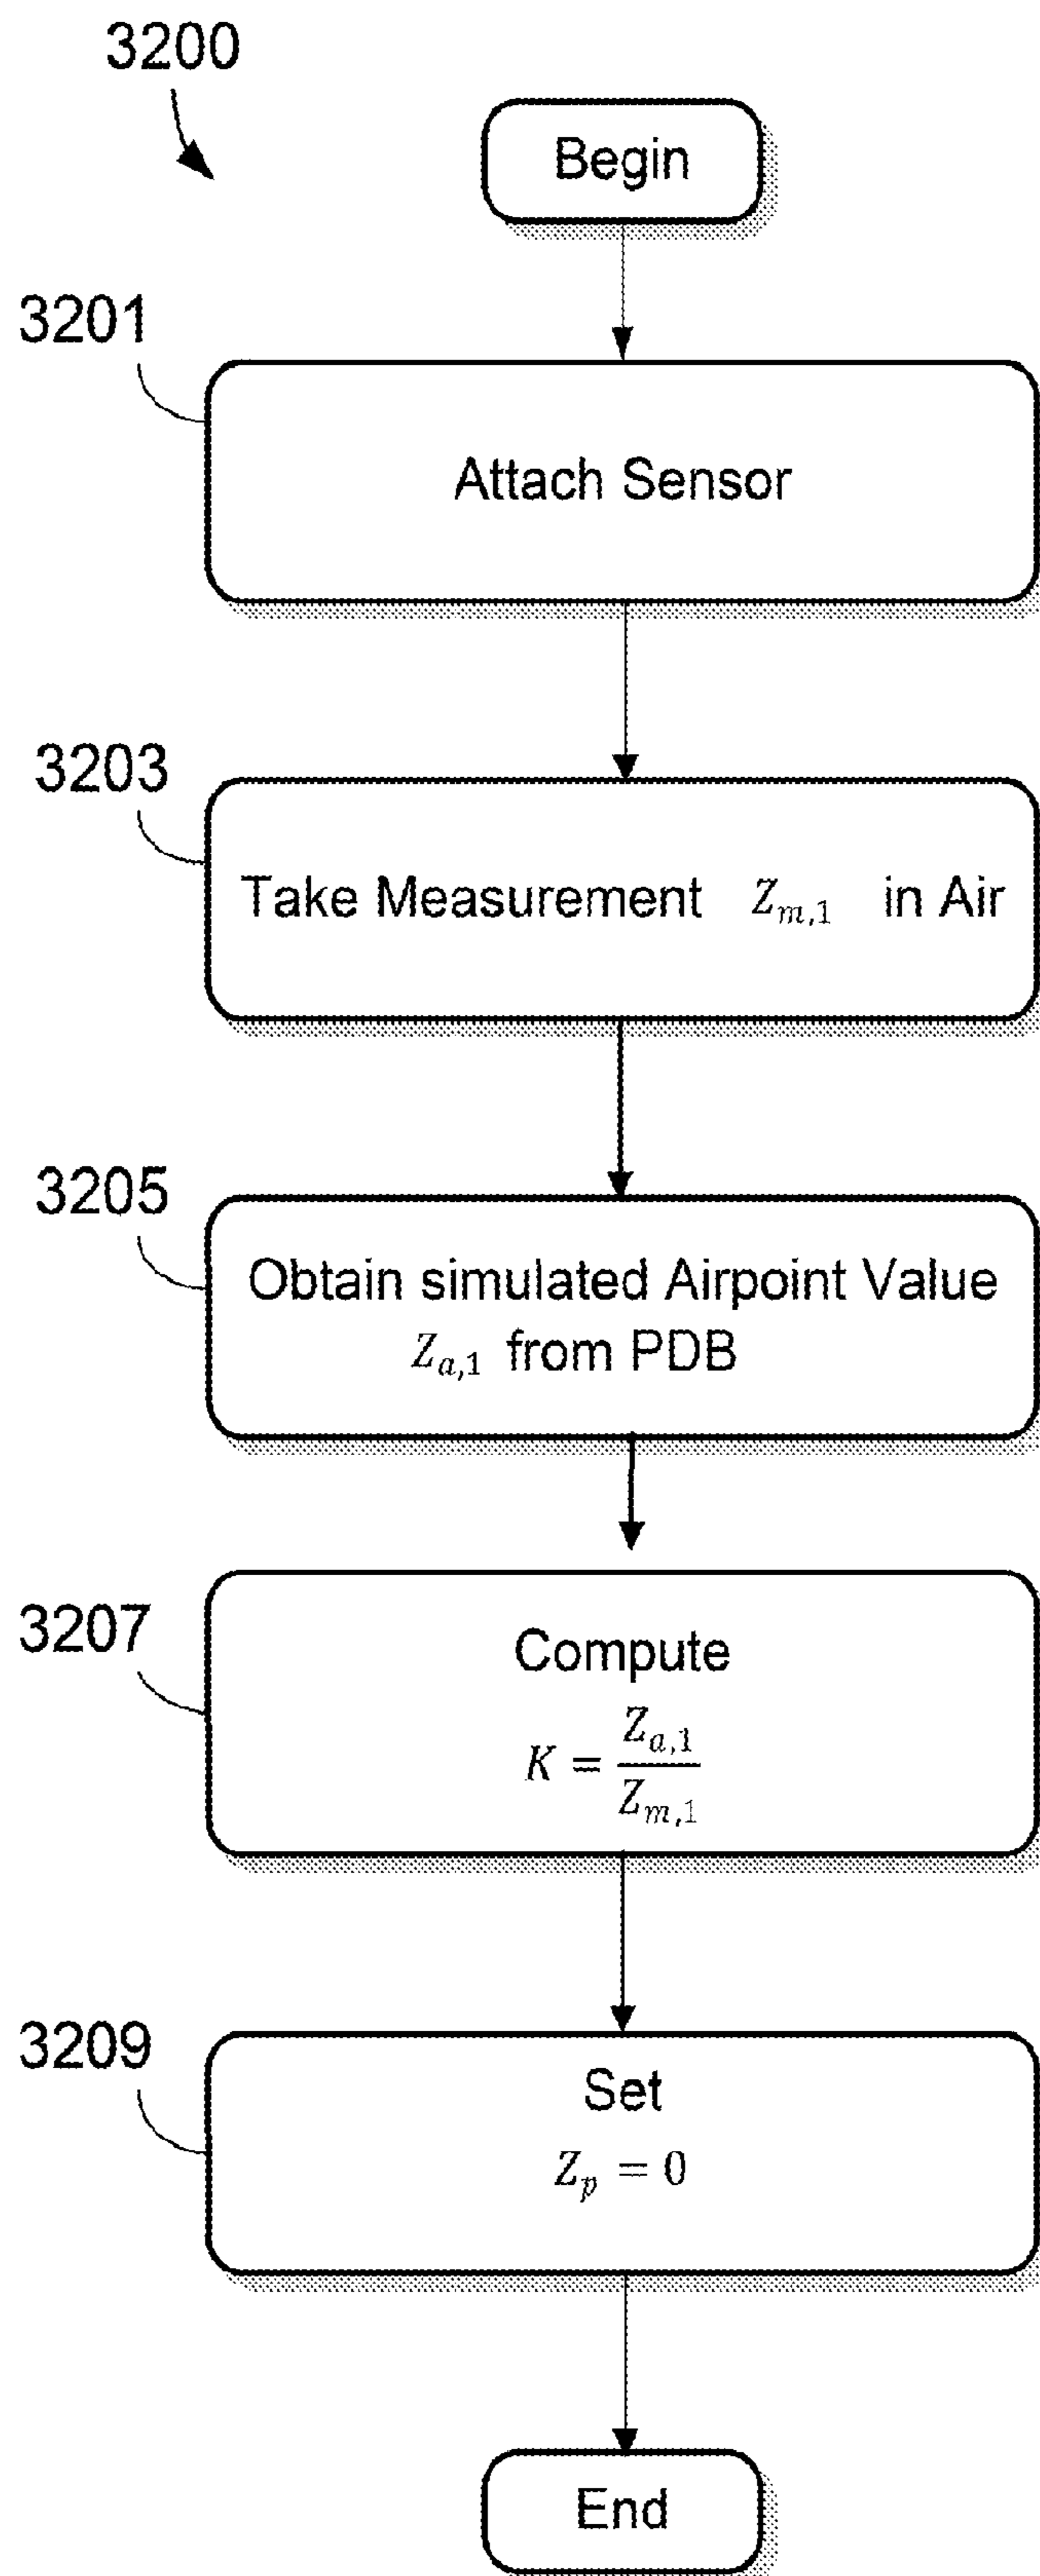 3200
Begin
3201
Attach Sensor
3203
Take Measurement Z_{m,1} in Air
3205
Obtain simulated Airpoint Value
Z_{a,1} from PDB
3207
Compute
K = \frac{Z_{a,1}}{Z_{m,1}}
3209
Set
Z_p = 0
End